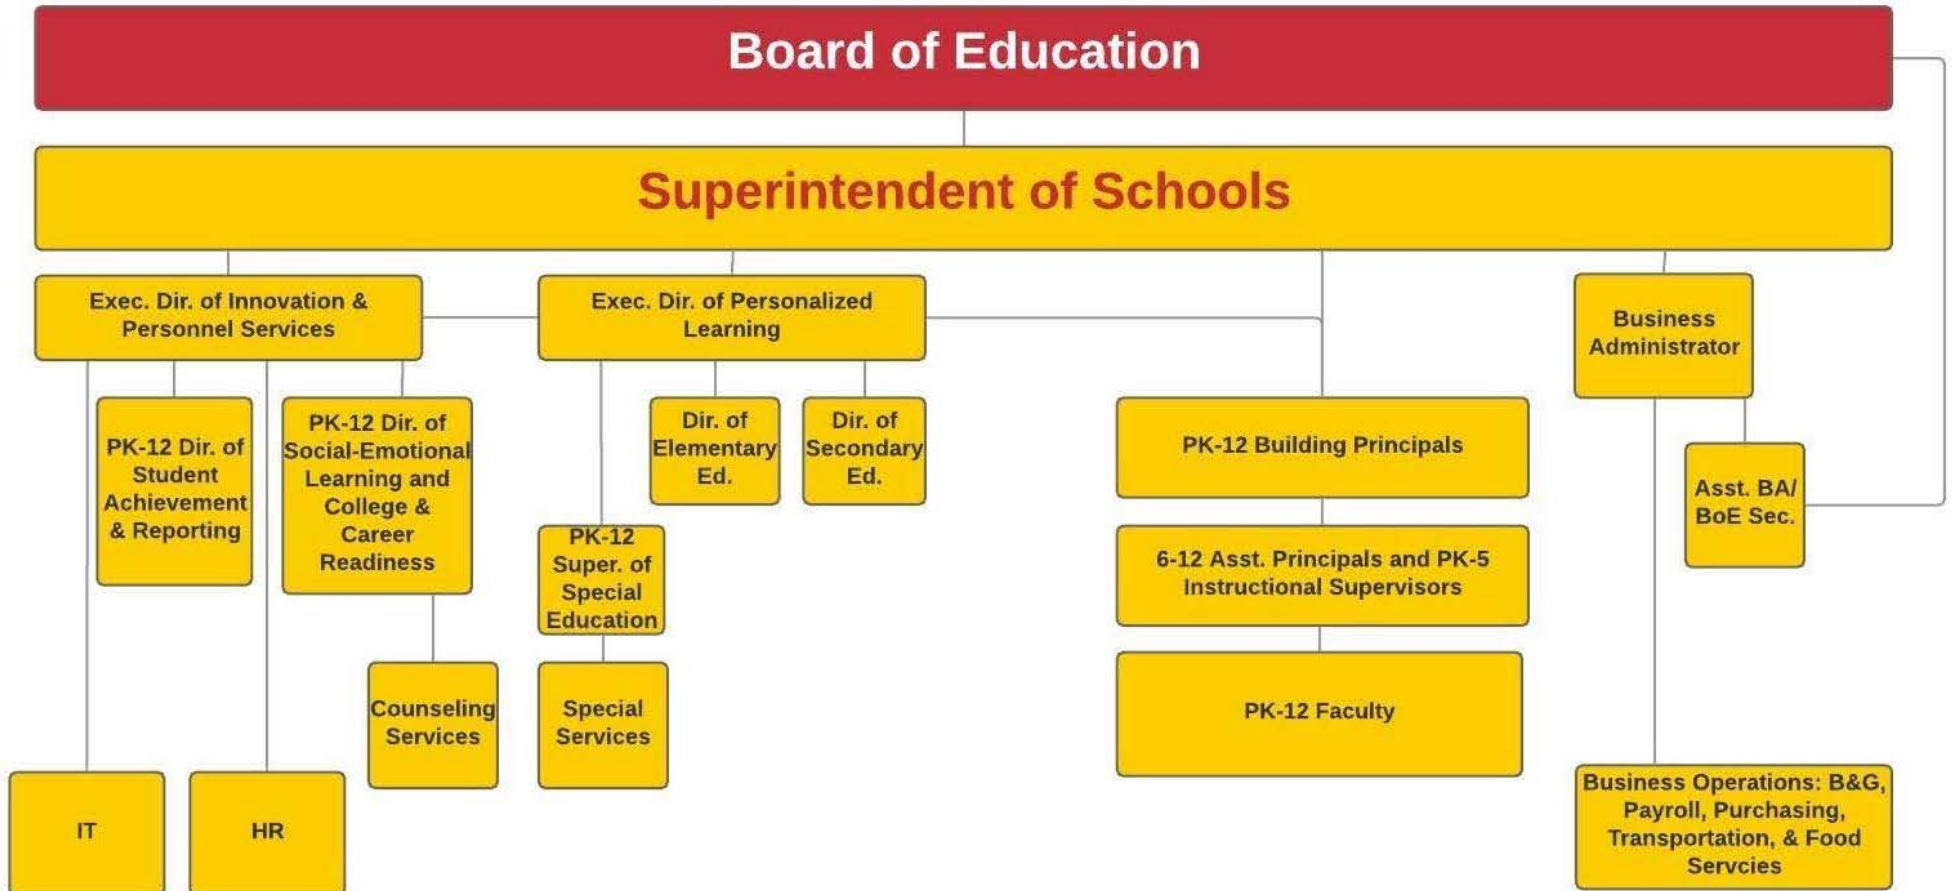 Board of Education
Superintendent of Schools
Exec. Dir. of Innovation &
Personnel Services
Exec. Dir. of Personalized
Learning
Business
Administrator
PK-12 Dir. of
Student
Achievement
& Reporting
PK-12 Dir. of
Social-Emotional
Learning and
College &
Career
Readiness
Dir. of
Elementary
Ed.
Dir. of
Secondary
Ed.
PK-12 Building Principals
Asst. BA/
BoE Sec.
PK-12
Super. of
Special
Education
6-12 Asst. Principals and PK-5
Instructional Supervisors
Counseling
Services
Special
Services
PK-12 Faculty
IT
HR
Business Operations: B&G,
Payroll, Purchasing,
Transportation, & Food
Servcies